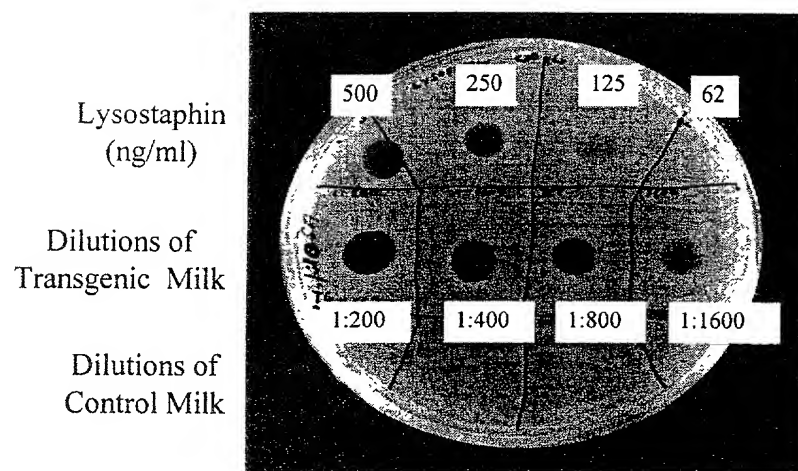 500
250
125
62
Lysostaphin
(ng/ml)
Dilutions of
Transgenic Milk
1:200
1:400
1:800
1:1600
Dilutions of
Control Milk